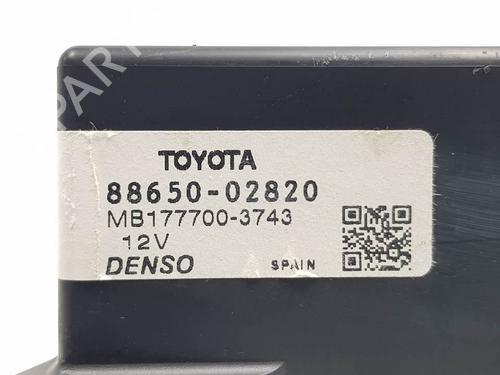 TOYOTA
88650-02820
MB177700-3743
12V
DENSO
SPAIN